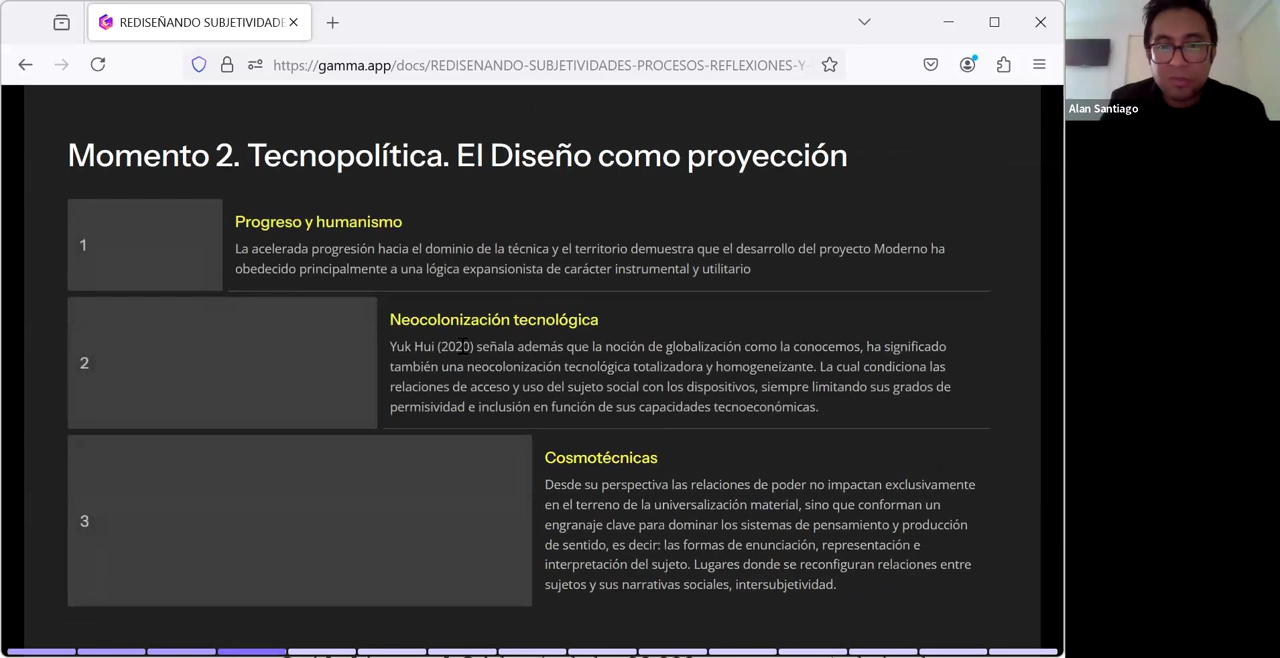 REDISEÑANDO SUBJETIVIDADE
https://gamma.app/docs/REDISENANDO-SUBJETIVIDADES-PROCESOS-REFLEXIONES-Y-
Alan Santiago
Momento 2. Tecnopolítica. El Diseño como proyección
1
Progreso y humanismo
La acelerada progresión hacia el dominio de la técnica y el territorio demuestra que el desarrollo del proyecto Moderno ha
obedecido principalmente a una lógica expansionista de carácter instrumental y utilitario
2
Neocolonización tecnológica
Yuk Hui (2020) señala además que la noción de globalización como la conocemos, ha significado
también una neocolonización tecnológica totalizadora y homogeneizante. La cual condiciona las
relaciones de acceso y uso del sujeto social con los dispositivos, siempre limitando sus grados de
permisividad e inclusión en función de sus capacidades tecnoeconómicas.
3
Cosmotécnicas
Desde su perspectiva las relaciones de poder no impactan exclusivamente
en el terreno de la universalización material, sino que conforman un
engranaje clave para dominar los sistemas de pensamiento y producción
de sentido, es decir: las formas de enunciación, representación e
interpretación del sujeto. Lugares donde se reconfiguran relaciones entre
sujetos y sus narrativas sociales, intersubjetividad.